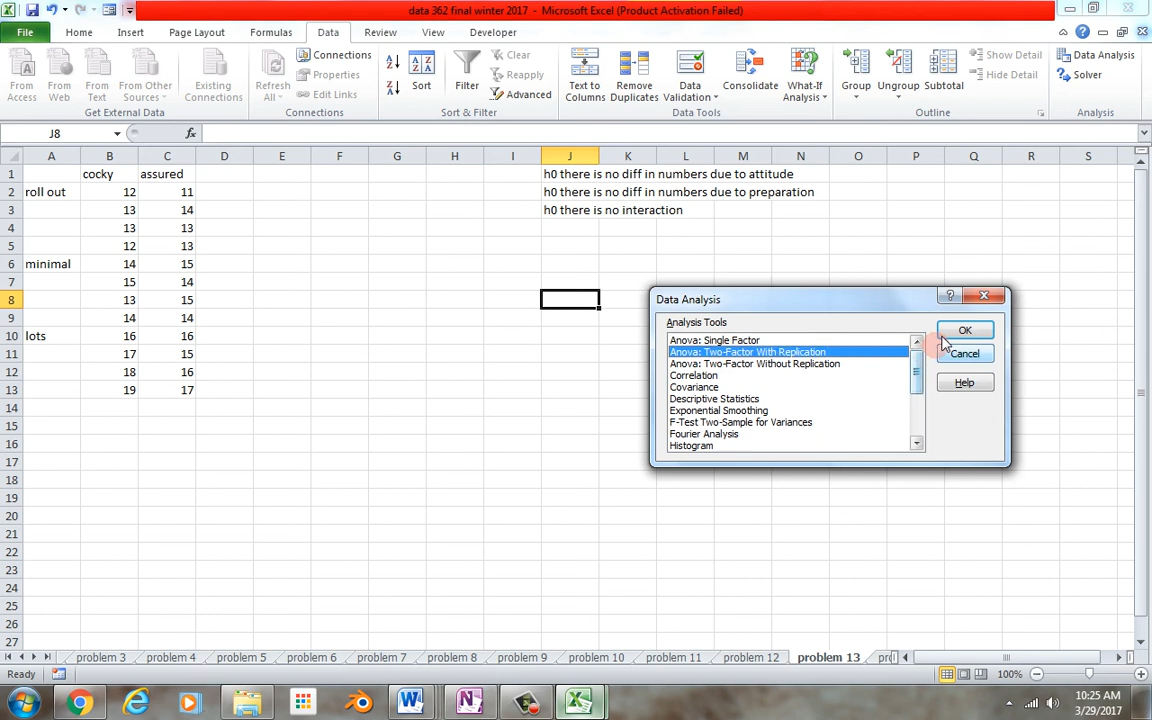 data 362 final winter 2017 - Microsoft Excel (Product Activation Failed)
File Home Insert Page Layout Formulas Data Review View Developer
From Access
From Web
From Text
From Other Sources
Existing Connections
Get External Data
Refresh All
Connections
Properties
Edit Links
Connections
Sort
Filter
Clear
Reapply
Advanced
Sort & Filter
Text to Columns
Remove Duplicates
Data Validation
Consolidate
What-If Analysis
Data Tools
Group
Ungroup
Subtotal
Show Detail
Hide Detail
Outline
Data Analysis
Solver
Analysis
J8 fx
A B C D E F G H I J K L M N O P Q R S
1 cocky assured h0 there is no diff in numbers due to attitude
2 roll out 12 11 h0 there is no diff in numbers due to preparation
3 13 14 h0 there is no interaction
4 13 13
5 12 13
6 minimal 14 15
7 15 14
8 13 15
9 14 14
10 lots 16 16
11 17 15
12 18 16
13 19 17
14
15
16
17
18
19
20
21
22
23
24
25
26
27
Data Analysis
Analysis Tools
Anova: Single Factor
Anova: Two-Factor With Replication
Anova: Two-Factor Without Replication
Correlation
Covariance
Descriptive Statistics
Exponential Smoothing
F-Test Two-Sample for Variances
Fourier Analysis
Histogram
OK
Cancel
Help
problem 3 problem 4 problem 5 problem 6 problem 7 problem 8 problem 9 problem 10 problem 11 problem 12 problem 13
Ready 100%
10:25 AM
3/29/2017